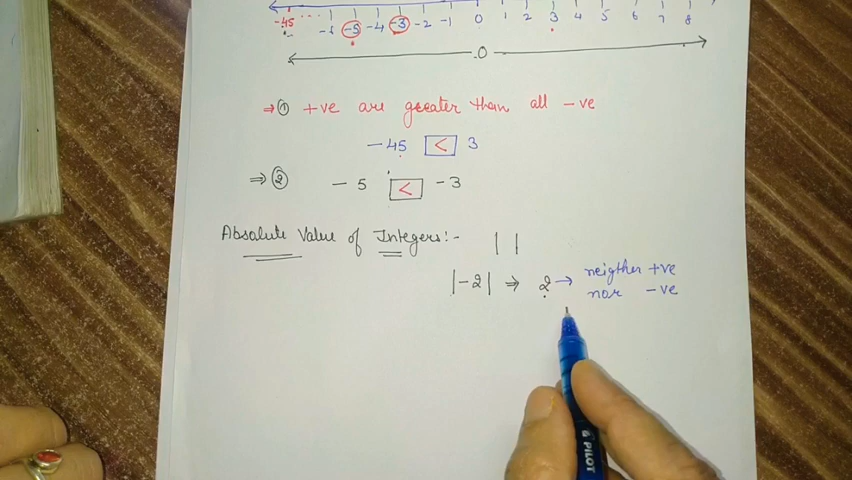 -45 ... -6 -5 -4 -3 -2 -1 0 1 2 3 4 5 6 7 8
0
⇒ ① +ve are greater than all -ve
-45 < 3
⇒ ② -5 < -3
Absolute Value of Integers:- | |
|-2| ⇒ 2 → neigther +ve
nor -ve
PILOT